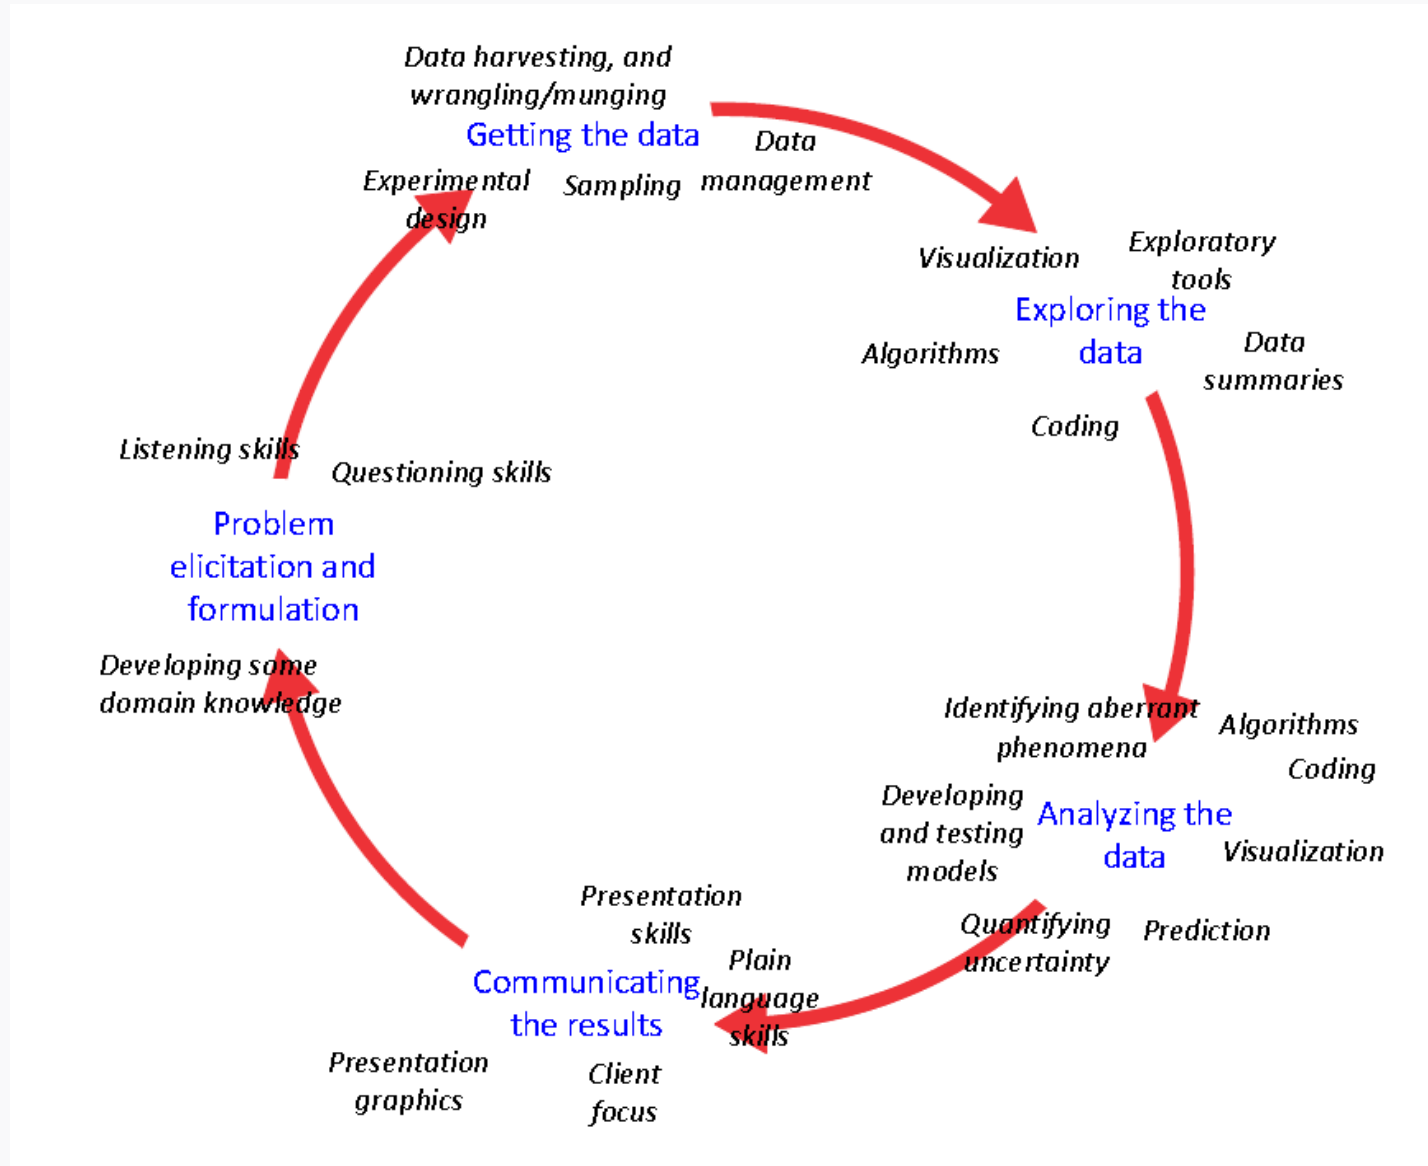 Data harvesting, and
wrangling/munging
Getting the data
Data
management
Experimental
design
Sampling
Visualization
Exploratory
tools
Exploring the
data
Algorithms
Data
summaries
Coding
Listening skills
Questioning skills
Problem
elicitation and
formulation
Developing some
domain knowledge
Identifying aberrant
phenomena
Algorithms
Coding
Developing
and testing
models
Analyzing the
data
Visualization
Quantifying
uncertainty
Prediction
Presentation
skills
Plain
language
skills
Communicating
the results
Presentation
graphics
Client
focus